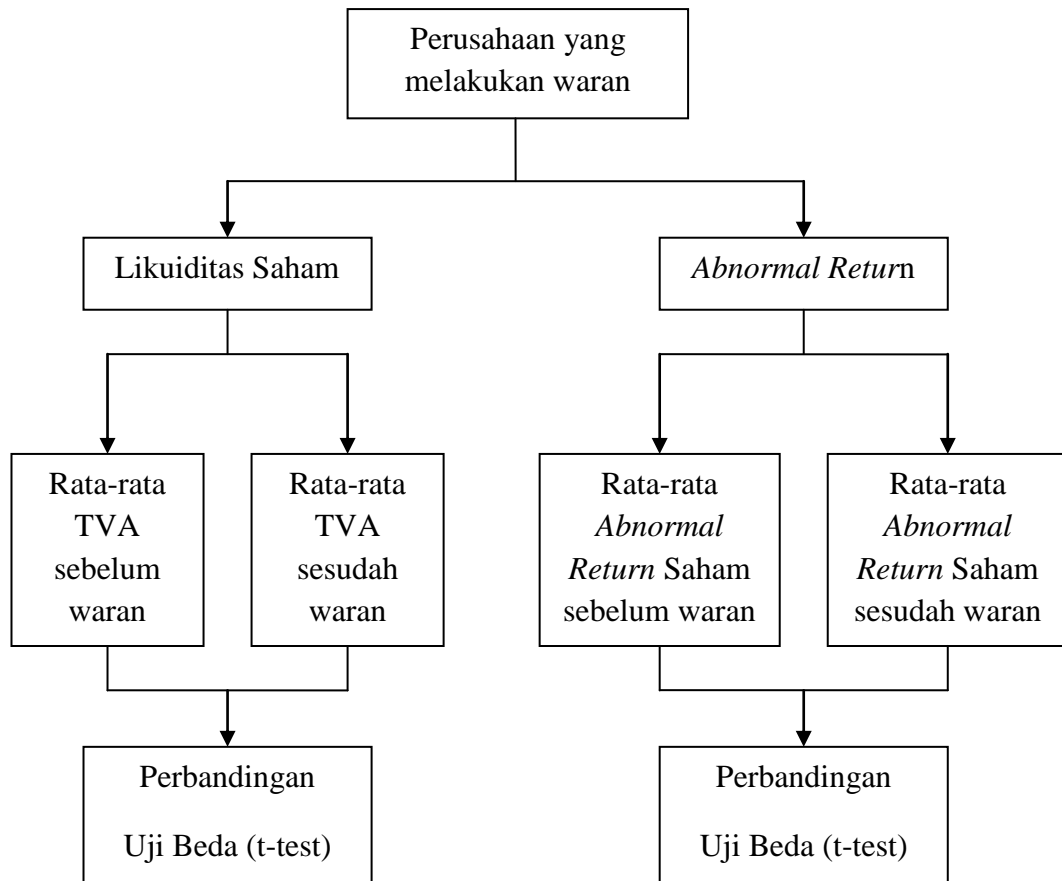 Perusahaan yang
melakukan waran
Likuiditas Saham
Abnormal Return
Rata-rata
TVA
sebelum
waran
Rata-rata
TVA
sesudah
waran
Rata-rata
Abnormal
Return Saham
sebelum waran
Rata-rata
Abnormal
Return Saham
sesudah waran
Perbandingan
Uji Beda (t-test)
Perbandingan
Uji Beda (t-test)